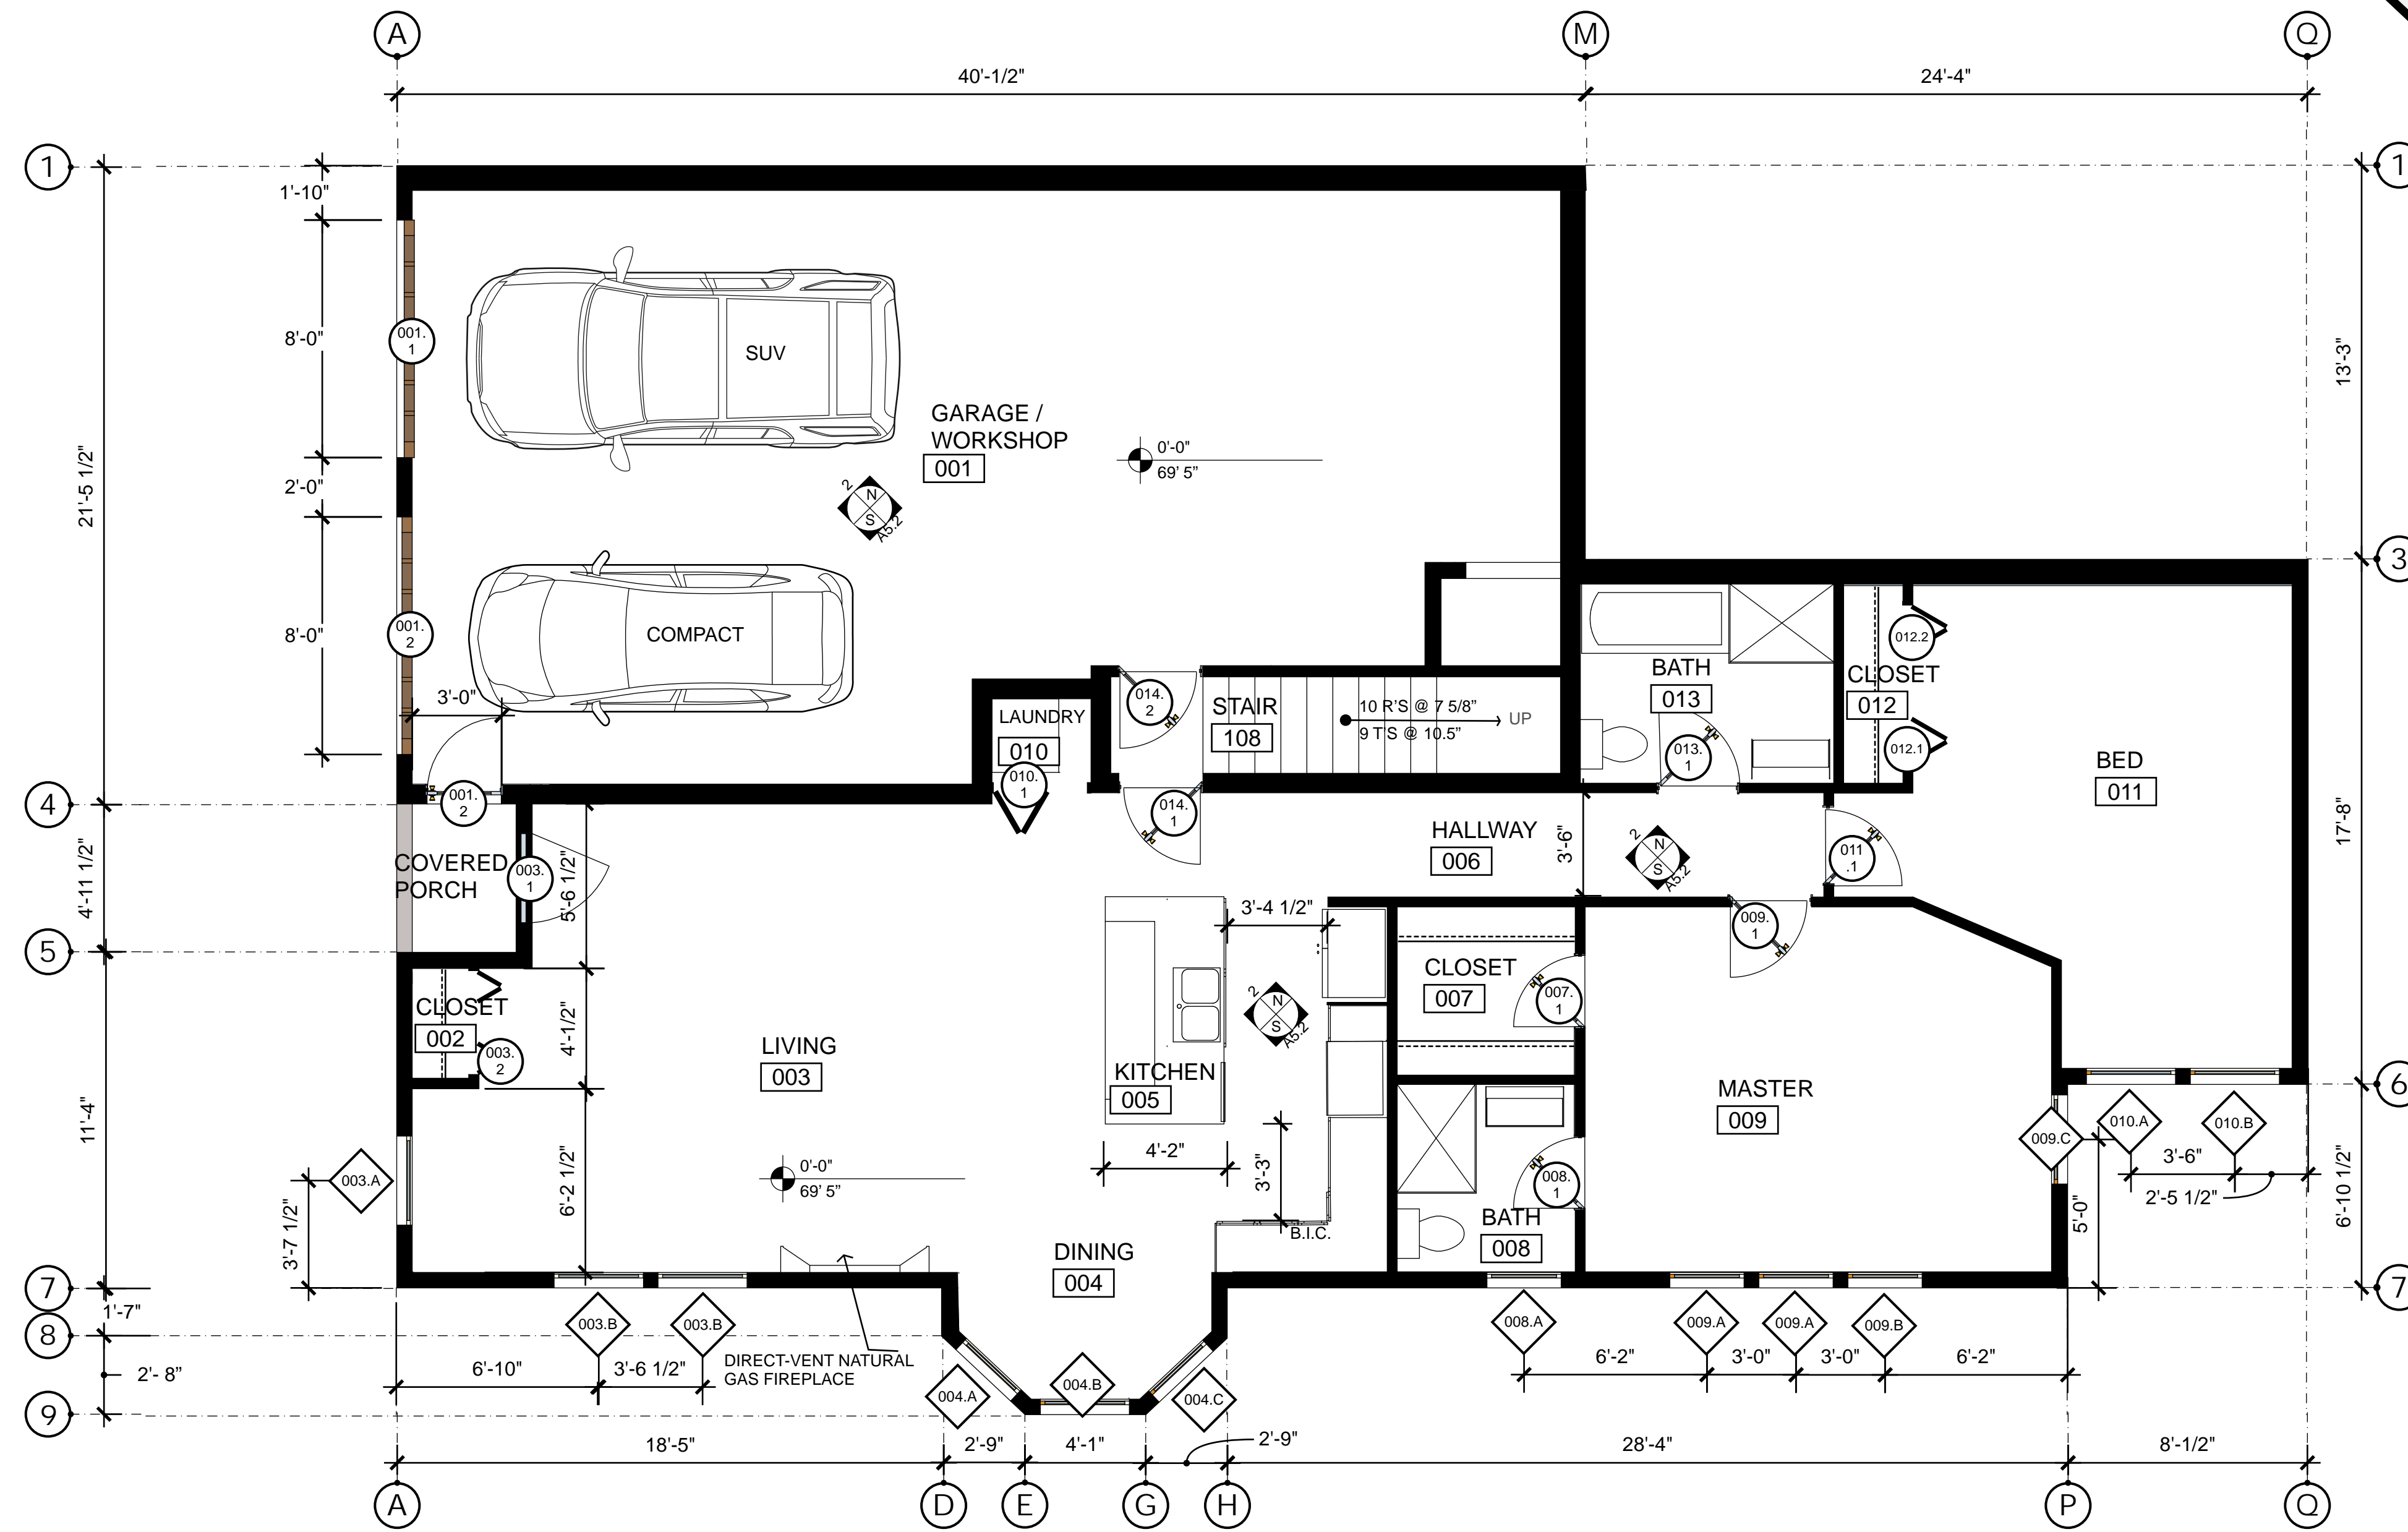 A
M
Q
40'-1/2"
24'-4"
1
1
1'-10"
8'-0"
001.
1
SUV
13'-3"
GARAGE /
WORKSHOP
001
0'-0"
69' 5”
21'-5 1/2"
2'-0"
2
N
S
A5.2
3
8'-0"
001.
2
COMPACT
012.2
BATH
013
CLOSET
012
3'-0"
014.
2
STAIR
108
10 R'S @ 7 5/8”
UP
9 T'S @ 10.5”
LAUNDRY
010
010.
1
013.
1
012.1
BED
011
4
001.
2
014.
1
HALLWAY
006
3'-6"
2
N
S
A5.2
011
.1
17'-8"
COVERED
PORCH
003.
1
5'-6 1/2"
4'-11 1/2"
3'-4 1/2"
009.
1
5
CLOSET
002
003.
2
4'-1/2"
2
N
S
A5.2
CLOSET
007
007.
1
LIVING
003
KITCHEN
005
MASTER
009
6
11'-4"
003.A
3'-7 1/2"
6'-2 1/2"
0'-0"
69' 5”
4'-2"
3'-3"
B.I.C.
008.
1
BATH
008
009.C
010.A
010.B
3'-6"
2'-5 1/2"
5'-0"
6'-10 1/2"
DINING
004
7
7
1'-7"
8
003.B
003.B
008.A
009.A
009.A
009.B
2'- 8”
6'-10"
3'-6 1/2"
DIRECT-VENT NATURAL
GAS FIREPLACE
004.A
004.B
004.C
6'-2"
3'-0"
3'-0"
6'-2"
9
18'-5"
2'-9"
4'-1"
2'-9"
28'-4"
8'-1/2"
A
D
E
G
H
P
Q